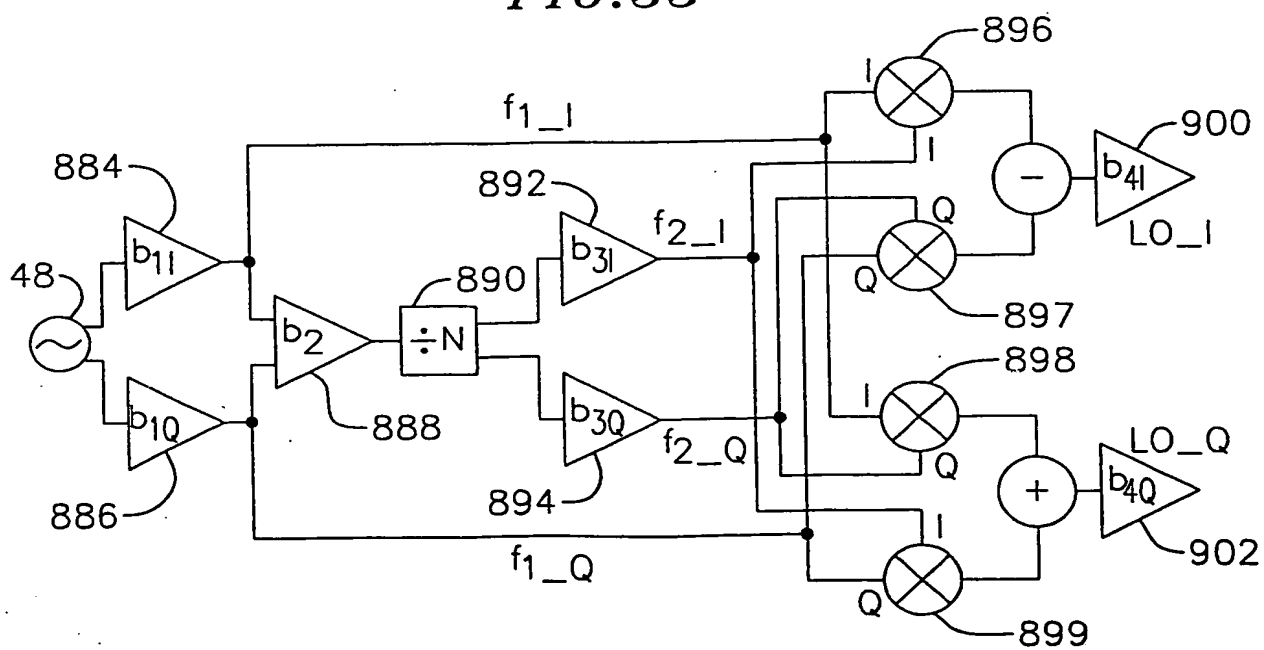 896
I
f1_I
900
884
892
I
b4I
−
Q
f2_I
LO_I
b1I
b3I
48
890
Q
b2
÷N
897
898
I
b3Q
LO_Q
b1Q
888
f2_Q
Q
b4Q
+
894
886
I
902
f1_Q
Q
899